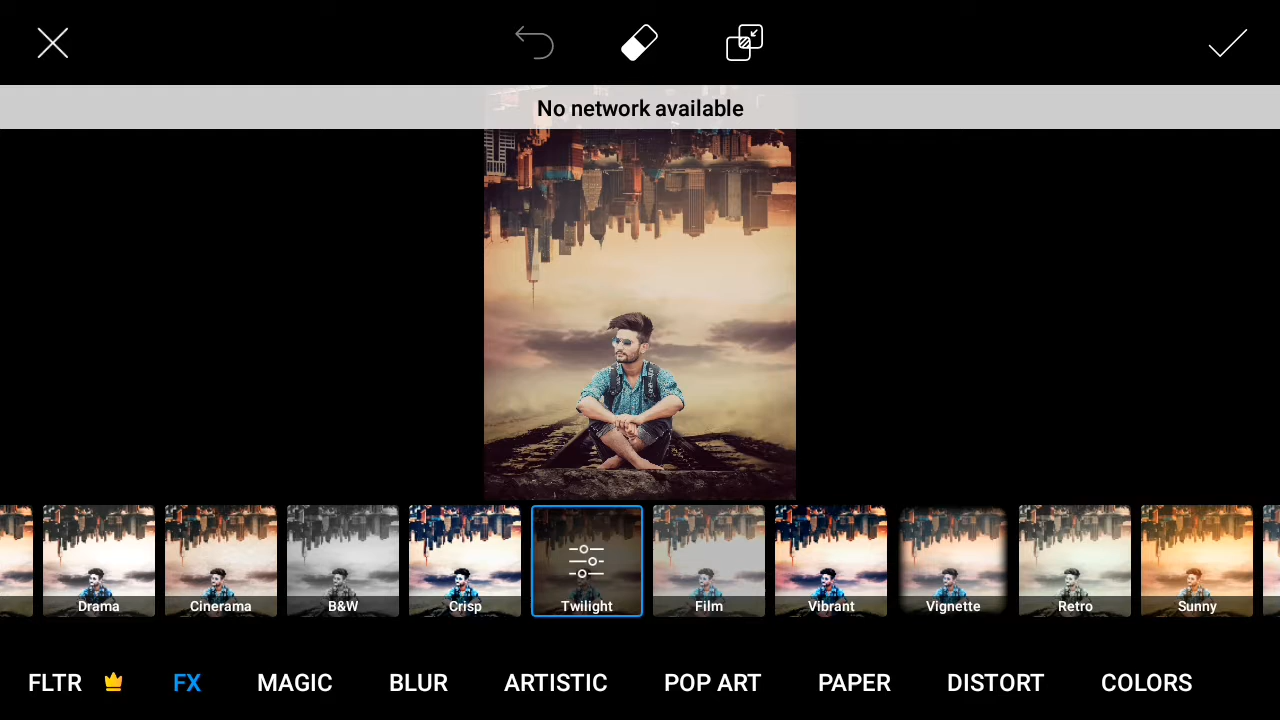 No network available
Drama
Cinerama
B&W
Crisp
Twilight
Film
Vibrant
Vignette
Retro
Sunny
FLTR FX MAGIC BLUR ARTISTIC POP ART PAPER DISTORT COLORS